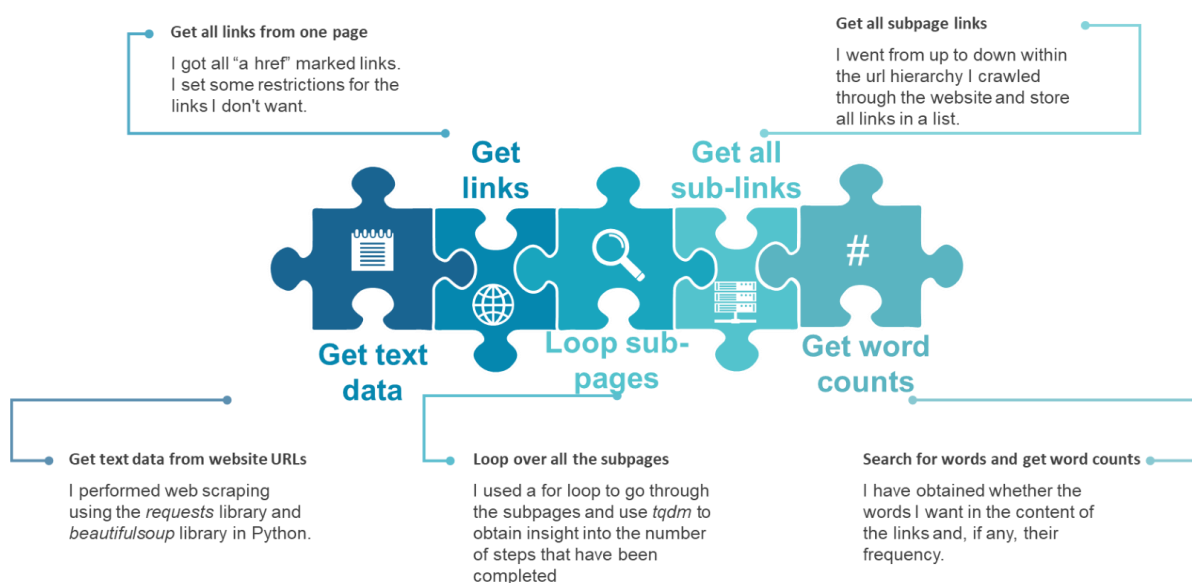 Get all links from one page
I got all “a href” marked links.
I set some restrictions for the
links I don't want.
Get all subpage links
I went from up to down within
the url hierarchy I crawled
through the website and store
all links in a list.
Get
links
Get all
sub-links
#
Get text
data
Loop sub-
pages
Get word
counts
Get text data from website URLs
I performed web scraping
using the requests library and
beautifulsoup library in Python.
Loop over all the subpages
I used a for loop to go through
the subpages and use tqdm to
obtain insight into the number
of steps that have been
completed
Search for words and get word counts
I have obtained whether the
words I want in the content of
the links and, if any, their
frequency.